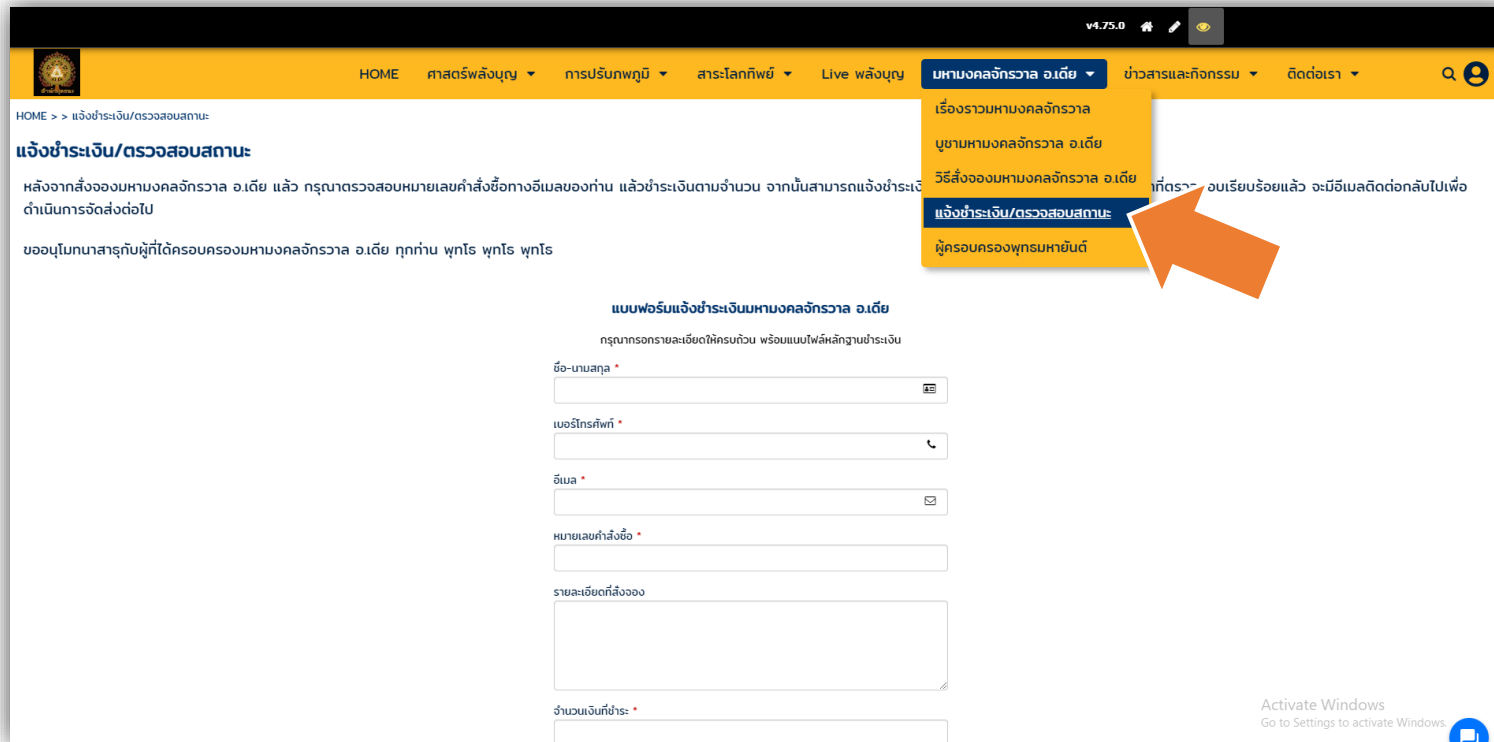 v4.75.0
HOME ศาสตร์พลังบุญ การปรับภพภูมิ สาระโลกทิพย์ Live พลังบุญ มหามงคลจักรวาล อ.เดีย ข่าวสารและกิจกรรม ติดต่อเรา
เรื่องราวมหามงคลจักรวาล
บูชามหามงคลจักรวาล อ.เดีย
วิธีสั่งจองมหามงคลจักรวาล อ.เดีย
แจ้งชำระเงิน/ตรวจสอบสถานะ
ผู้ครอบครองพุทธมหายันต์
HOME > > แจ้งชำระเงิน/ตรวจสอบสถานะ
แจ้งชำระเงิน/ตรวจสอบสถานะ
หลังจากสั่งจองมหามงคลจักรวาล อ.เดีย แล้ว กรุณาตรวจสอบหมายเลขคำสั่งซื้อทางอีเมลของท่าน แล้วชำระเงินตามจำนวน จากนั้นสามารถแจ้งชำระ เรียบร้อยแล้ว จะมีอีเมลติดต่อกลับไปเพื่อ
ดำเนินการจัดส่งต่อไป
ขออนุโมทนาสาธุกับผู้ที่ได้ครอบครองมหามงคลจักรวาล อ.เดีย ทุกท่าน พุทโธ พุทโธ พุทโธ
แบบฟอร์มแจ้งชำระเงินมหามงคลจักรวาล อ.เดีย
กรุณากรอกรายละเอียดให้ครบถ้วน พร้อมแนบไฟล์หลักฐานชำระเงิน
ชื่อ-นามสกุล *
เบอร์โทรศัพท์ *
อีเมล *
หมายเลขคำสั่งซื้อ *
รายละเอียดที่สั่งจอง
จำนวนเงินที่ชำระ *
Activate Windows
Go to Settings to activate Windows.